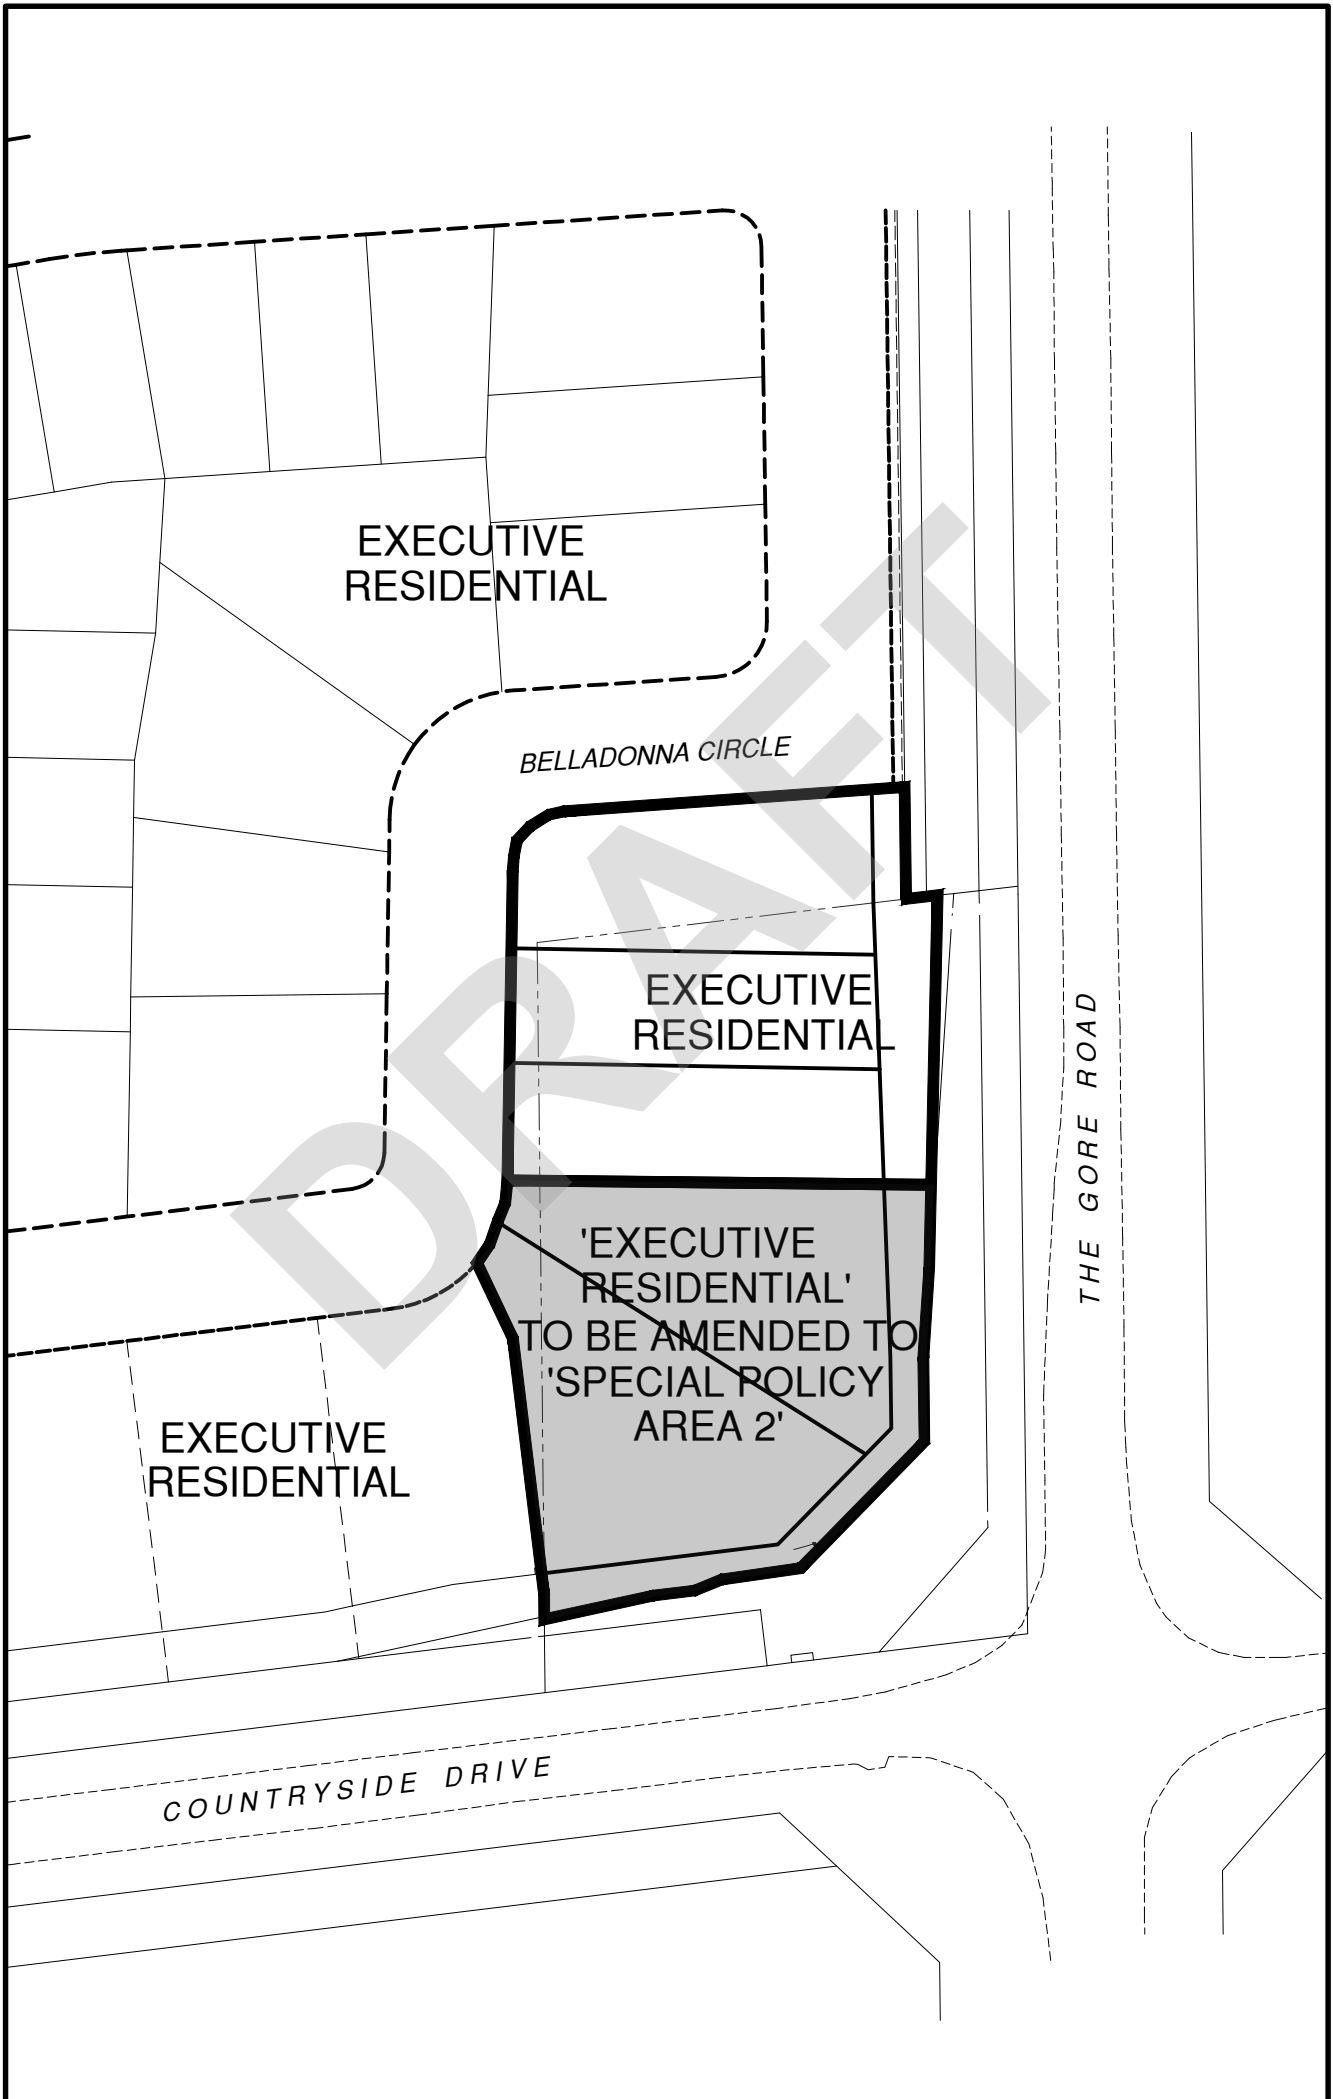 EXECUTIVE
RESIDENTIAL
BELLADONNA CIRCLE
EXECUTIVE
RESIDENTIAL
THE GORE ROAD
'EXECUTIVE
RESIDENTIAL'
TO BE AMENDED TO
'SPECIAL POLICY
AREA 2'
EXECUTIVE
RESIDENTIAL
COUNTRYSIDE DRIVE
DRAFT